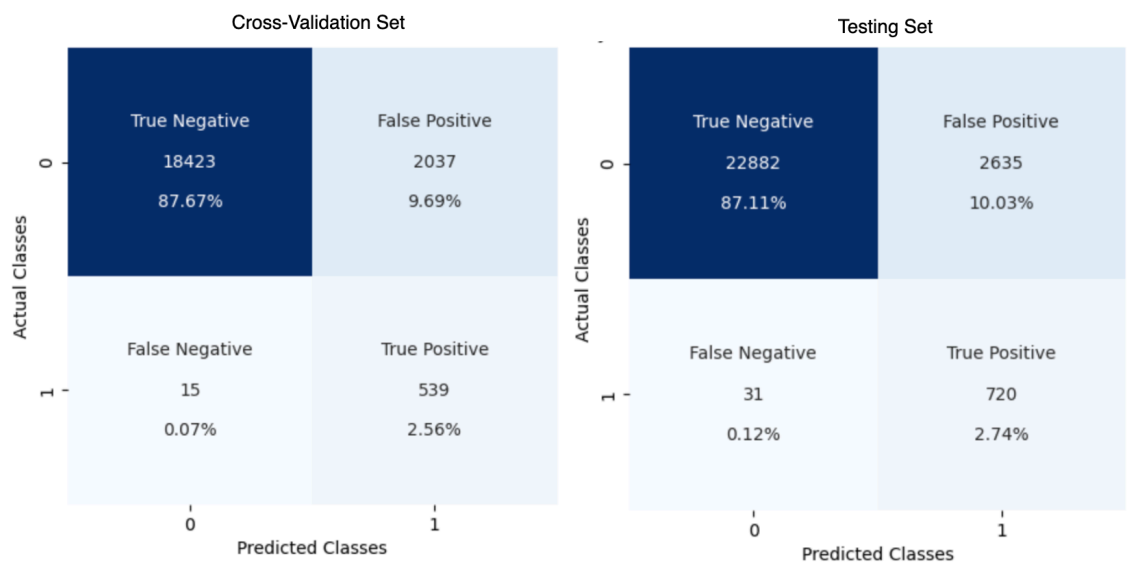 Cross-Validation Set
Actual Classes
0
1
True Negative
18423
87.67%
False Positive
2037
9.69%
False Negative
15
0.07%
True Positive
539
2.56%
0
1
Predicted Classes
Testing Set
Actual Classes
0
1
True Negative
22882
87.11%
False Positive
2635
10.03%
False Negative
31
0.12%
True Positive
720
2.74%
0
1
Predicted Classes